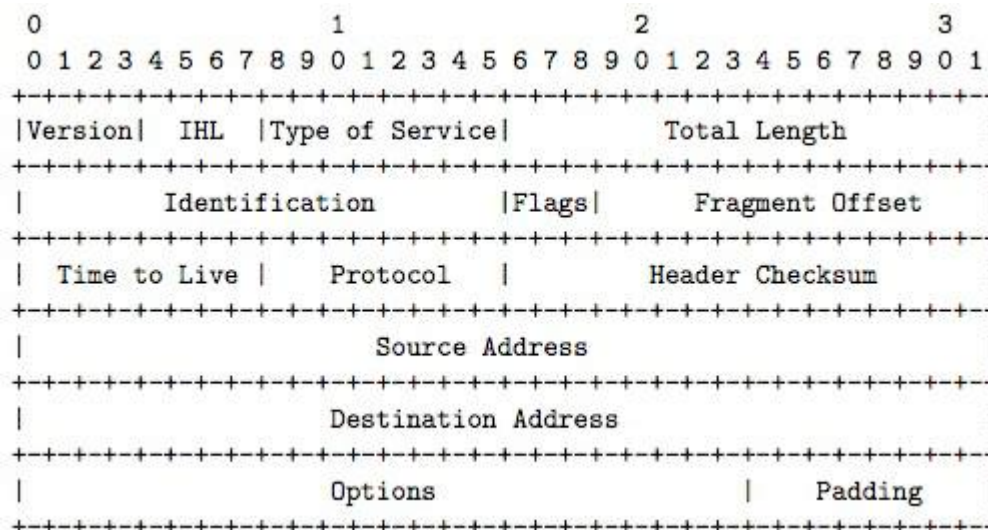 0                   1                   2                   3
0 1 2 3 4 5 6 7 8 9 0 1 2 3 4 5 6 7 8 9 0 1 2 3 4 5 6 7 8 9 0 1
+-+-+-+-+-+-+-+-+-+-+-+-+-+-+-+-+-+-+-+-+-+-+-+-+-+-+-+-+-+-+-+-
|Version|  IHL  |Type of Service|          Total Length
+-+-+-+-+-+-+-+-+-+-+-+-+-+-+-+-+-+-+-+-+-+-+-+-+-+-+-+-+-+-+-+-
|         Identification        |Flags|      Fragment Offset
+-+-+-+-+-+-+-+-+-+-+-+-+-+-+-+-+-+-+-+-+-+-+-+-+-+-+-+-+-+-+-+-
|  Time to Live |    Protocol   |         Header Checksum
+-+-+-+-+-+-+-+-+-+-+-+-+-+-+-+-+-+-+-+-+-+-+-+-+-+-+-+-+-+-+-+-
|                       Source Address
+-+-+-+-+-+-+-+-+-+-+-+-+-+-+-+-+-+-+-+-+-+-+-+-+-+-+-+-+-+-+-+-
|                    Destination Address
+-+-+-+-+-+-+-+-+-+-+-+-+-+-+-+-+-+-+-+-+-+-+-+-+-+-+-+-+-+-+-+-
|                    Options                    |    Padding
+-+-+-+-+-+-+-+-+-+-+-+-+-+-+-+-+-+-+-+-+-+-+-+-+-+-+-+-+-+-+-+-